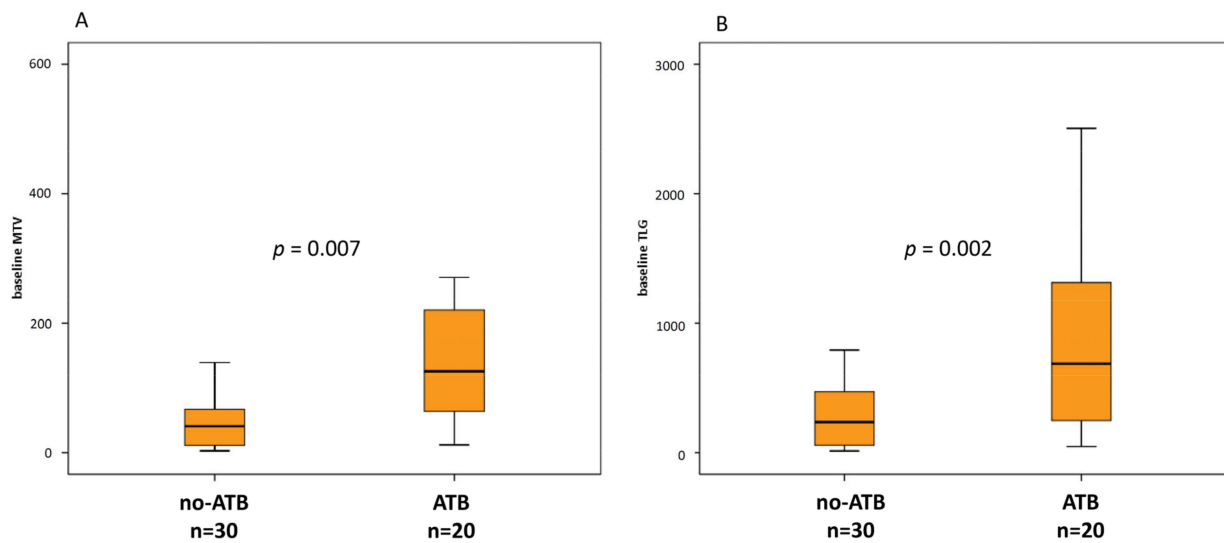 A
600
400
200
0
baseline MTV
p = 0.007
no-ATB
n=30
ATB
n=20
B
3000
2000
1000
0
baseline TLG
p = 0.002
no-ATB
n=30
ATB
n=20